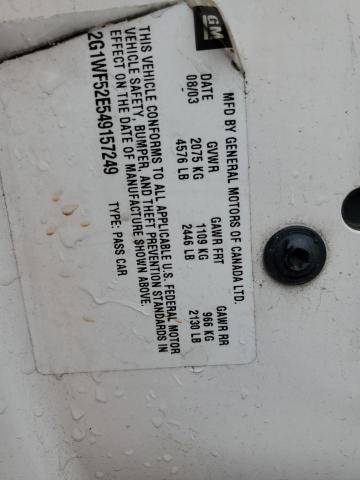 GM
MFD BY GENERAL MOTORS OF CANADA LTD.
DATE GVWR GAWR FRT GAWR RR
08/03 2075 KG 1109 KG 966 KG
4576 LB 2446 LB 2130 LB
THIS VEHICLE CONFORMS TO ALL APPLICABLE U.S. FEDERAL MOTOR
VEHICLE SAFETY, BUMPER, AND THEFT PREVENTION STANDARDS IN
EFFECT ON THE DATE OF MANUFACTURE SHOWN ABOVE.
2G1WF52E549157249 TYPE: PASS CAR